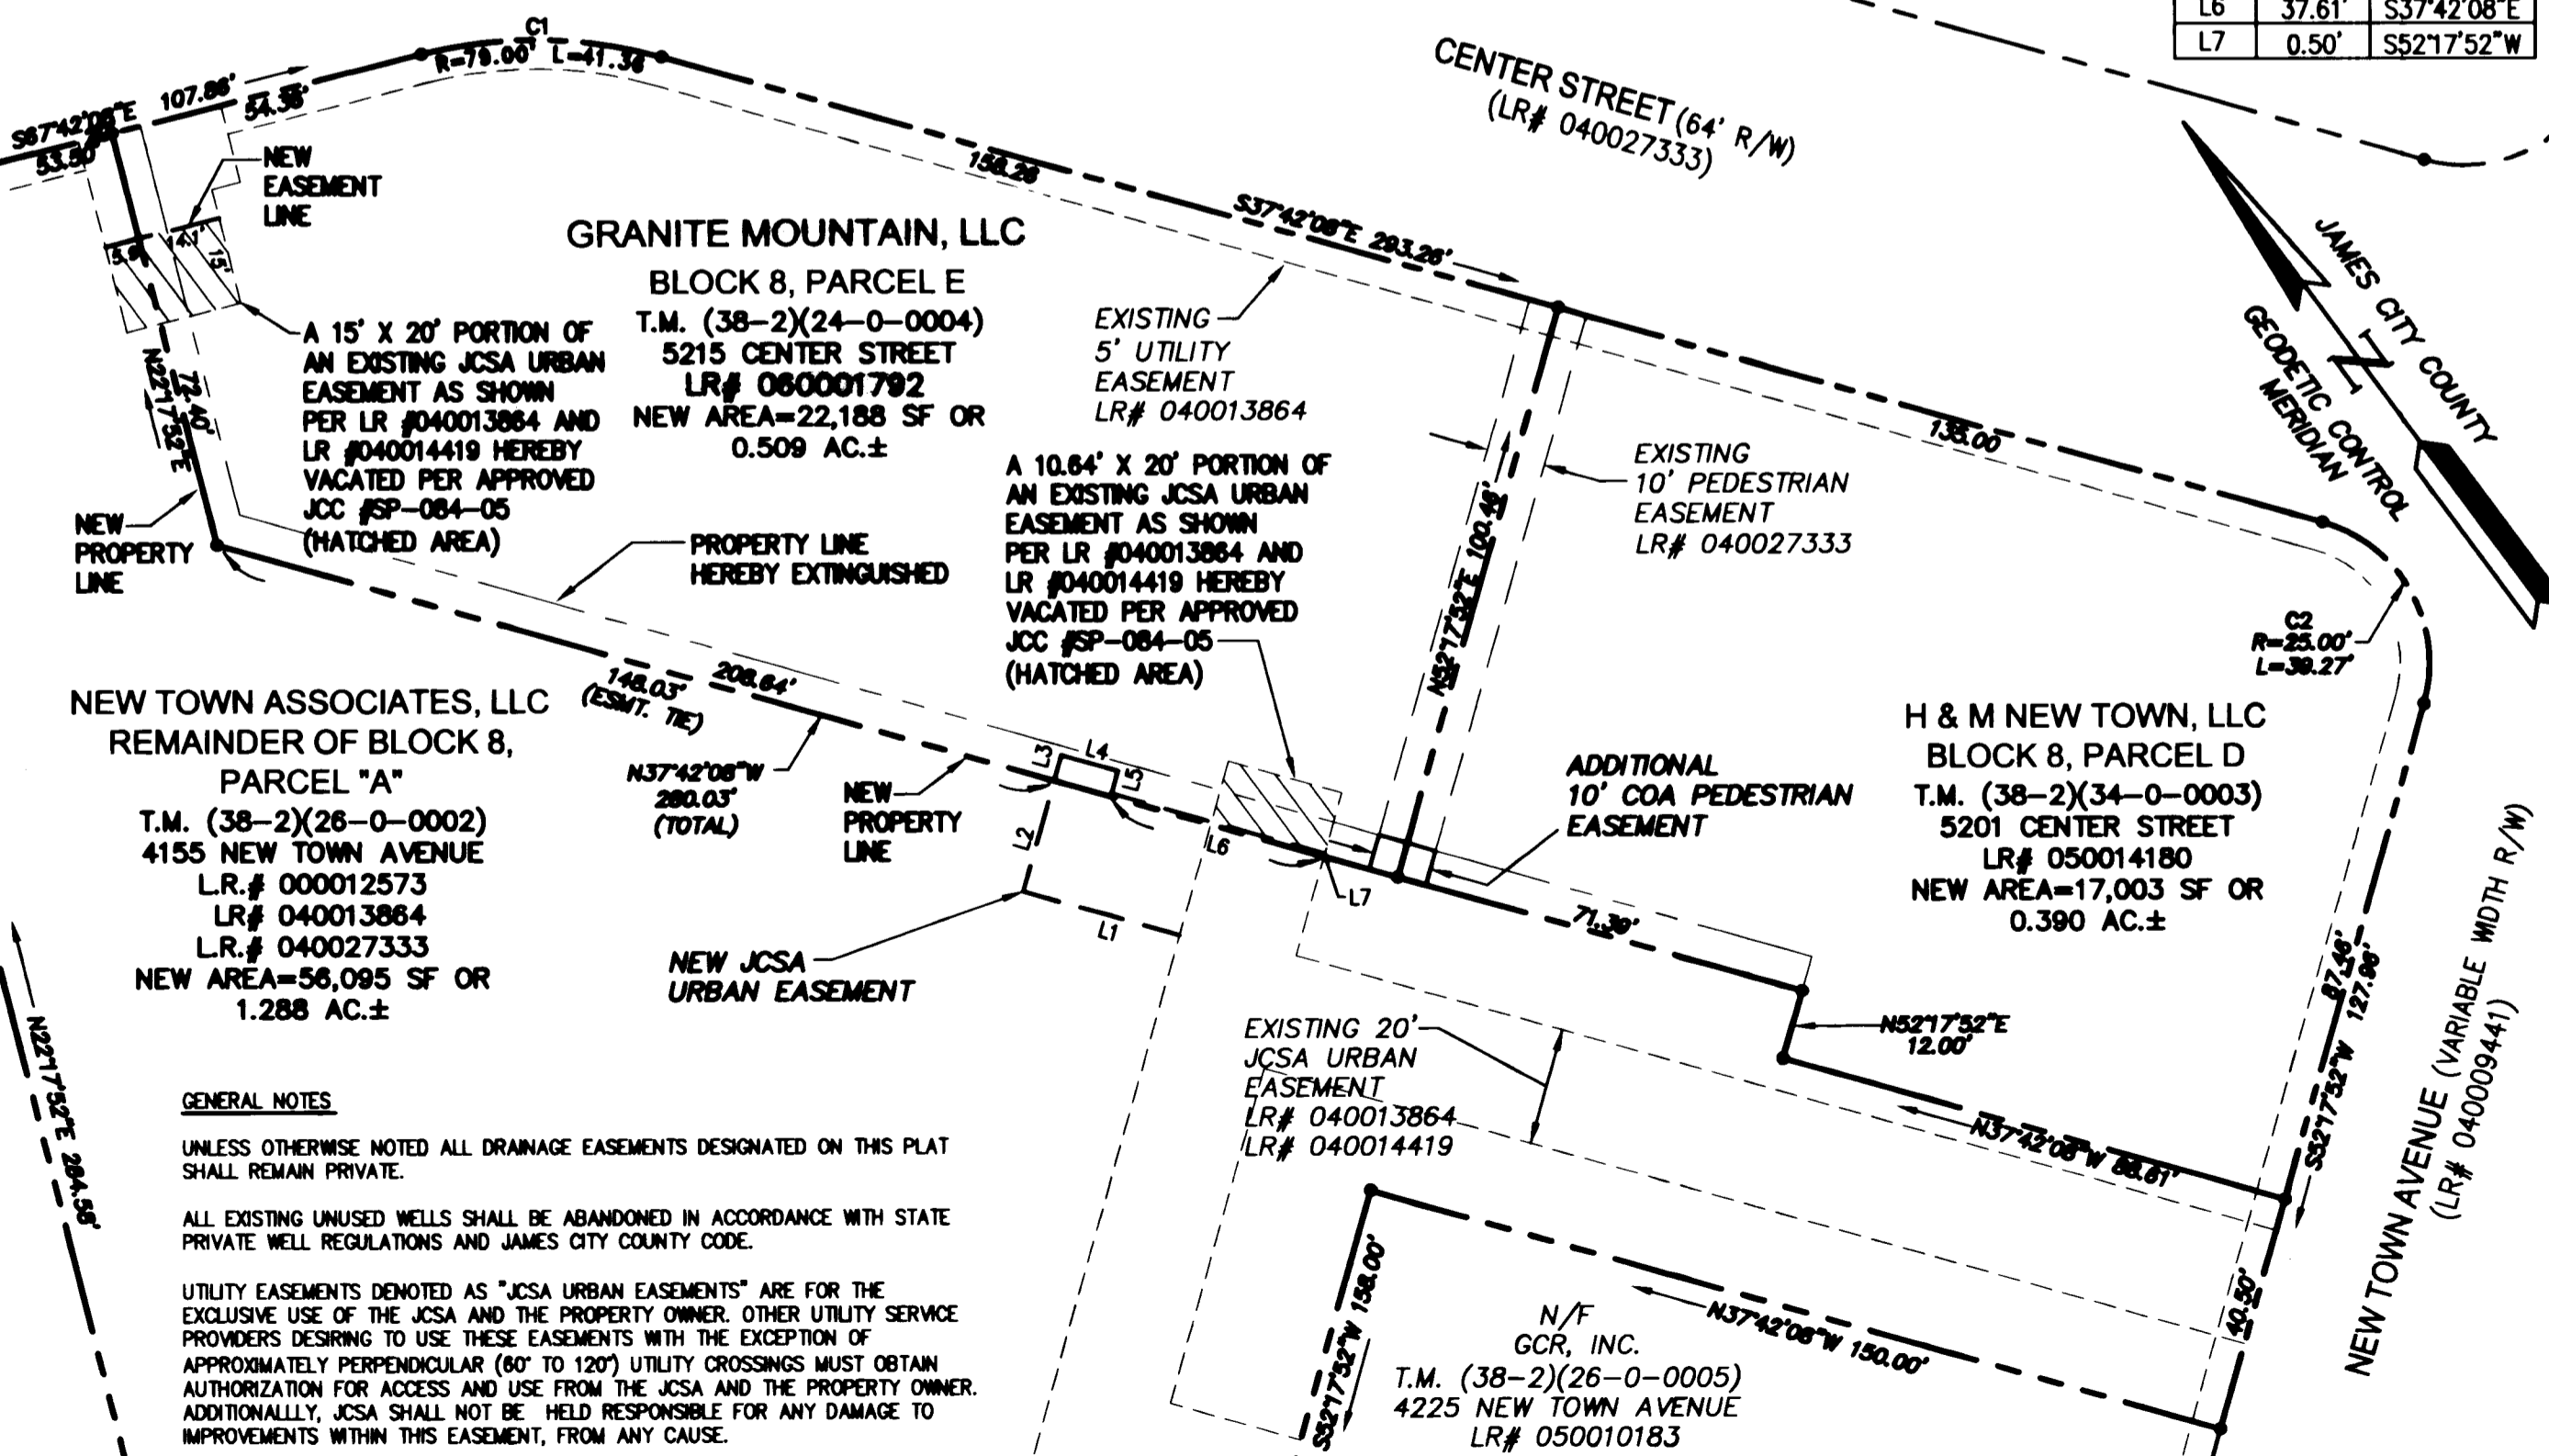 L6 37.61' S37°42'08"E
L7 0.50' S52°17'52"W
C1
R=79.00' L=41.36
CENTER STREET (64' R/W)
(LR# 040027333)
S67°42'08"E
107.86'
54.36'
53.50'
NEW
EASEMENT
LINE
158.26
S37°42'08"E 293.26'
5.9'
14.1'
15'
GRANITE MOUNTAIN, LLC
BLOCK 8, PARCEL E
T.M. (38-2)(24-0-0004)
5215 CENTER STREET
LR# 060001792
NEW AREA=22,188 SF OR
0.509 AC.±
A 15' X 20' PORTION OF
AN EXISTING JCSA URBAN
EASEMENT AS SHOWN
PER LR #040013864 AND
LR #040014419 HEREBY
VACATED PER APPROVED
JCC #SP-084-05
(HATCHED AREA)
N22°17'52"E
72.40'
NEW
PROPERTY
LINE
EXISTING
5' UTILITY
EASEMENT
LR# 040013864
JAMES CITY COUNTY
GEODETIC CONTROL
MERIDIAN
N
135.00
A 10.64' X 20' PORTION OF
AN EXISTING JCSA URBAN
EASEMENT AS SHOWN
PER LR #040013864 AND
LR #040014419 HEREBY
VACATED PER APPROVED
JCC #SP-084-05
(HATCHED AREA)
EXISTING
10' PEDESTRIAN
EASEMENT
LR# 040027333
N52°17'52"E 100.46'
PROPERTY LINE
HEREBY EXTINGUISHED
C2
R=25.00'
L=39.27'
NEW TOWN ASSOCIATES, LLC
REMAINDER OF BLOCK 8,
PARCEL "A"
T.M. (38-2)(26-0-0002)
4155 NEW TOWN AVENUE
L.R.# 000012573
LR# 040013864
L.R.# 040027333
NEW AREA=56,095 SF OR
1.288 AC.±
148.03'
(ESMT. TIE)
208.64'
N37°42'08"W
280.03'
(TOTAL)
NEW
PROPERTY
LINE
L3
L4
L5
L2
L1
L6
L7
ADDITIONAL
10' COA PEDESTRIAN
EASEMENT
H & M NEW TOWN, LLC
BLOCK 8, PARCEL D
T.M. (38-2)(34-0-0003)
5201 CENTER STREET
LR# 050014180
NEW AREA=17,003 SF OR
0.390 AC.±
71.39'
NEW JCSA
URBAN EASEMENT
N52°17'52"E
12.00'
87.46'
S52°17'52"W 127.96'
NEW TOWN AVENUE (VARIABLE WIDTH R/W)
(LR# 040009441)
EXISTING 20'
JCSA URBAN
EASEMENT
LR# 040013864
LR# 040014419
N37°42'08"W 88.61'
N22°17'52"E 264.58'
GENERAL NOTES
UNLESS OTHERWISE NOTED ALL DRAINAGE EASEMENTS DESIGNATED ON THIS PLAT
SHALL REMAIN PRIVATE.
ALL EXISTING UNUSED WELLS SHALL BE ABANDONED IN ACCORDANCE WITH STATE
PRIVATE WELL REGULATIONS AND JAMES CITY COUNTY CODE.
UTILITY EASEMENTS DENOTED AS "JCSA URBAN EASEMENTS" ARE FOR THE
EXCLUSIVE USE OF THE JCSA AND THE PROPERTY OWNER. OTHER UTILITY SERVICE
PROVIDERS DESIRING TO USE THESE EASEMENTS WITH THE EXCEPTION OF
APPROXIMATELY PERPENDICULAR (60° TO 120°) UTILITY CROSSINGS MUST OBTAIN
AUTHORIZATION FOR ACCESS AND USE FROM THE JCSA AND THE PROPERTY OWNER.
ADDITIONALLLY, JCSA SHALL NOT BE HELD RESPONSIBLE FOR ANY DAMAGE TO
IMPROVEMENTS WITHIN THIS EASEMENT, FROM ANY CAUSE.
S52°17'52"W 158.00'
N37°42'08"W 150.00'
40.50'
N/F
GCR, INC.
T.M. (38-2)(26-0-0005)
4225 NEW TOWN AVENUE
LR# 050010183